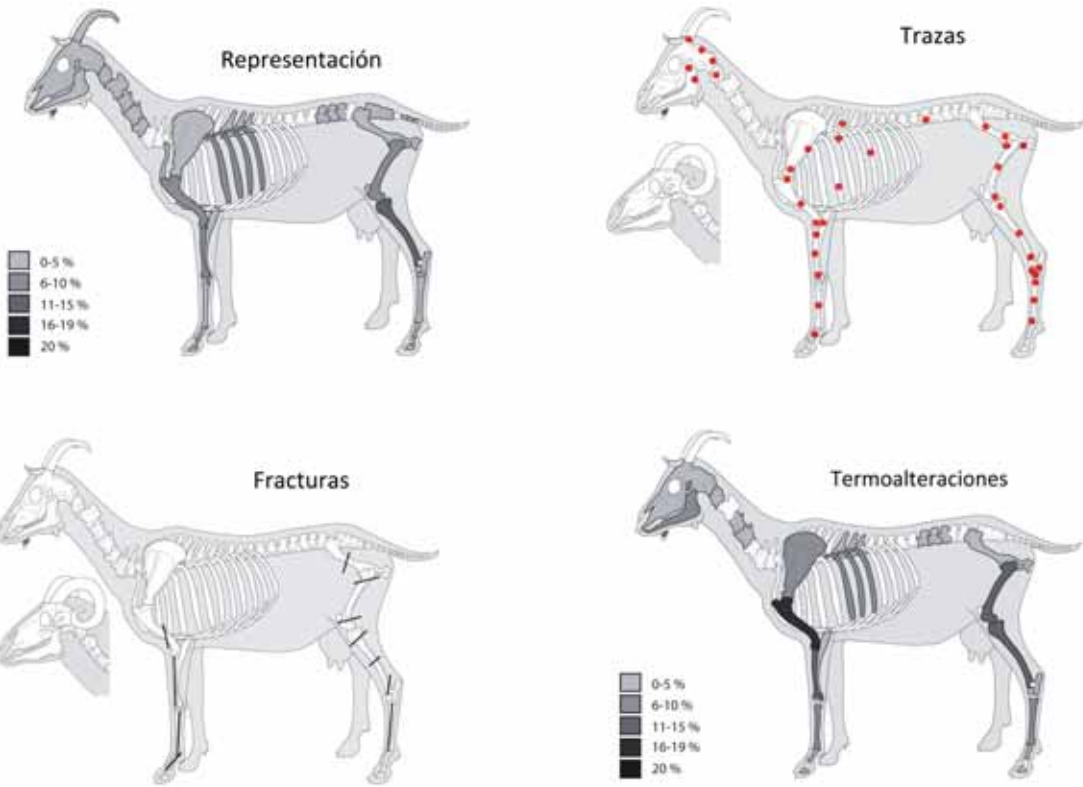 Representación
0-5 %
6-10 %
11-15 %
16-19 %
20 %
Trazas
Fracturas
Termoalteraciones
0-5 %
6-10 %
11-15 %
16-19 %
20 %